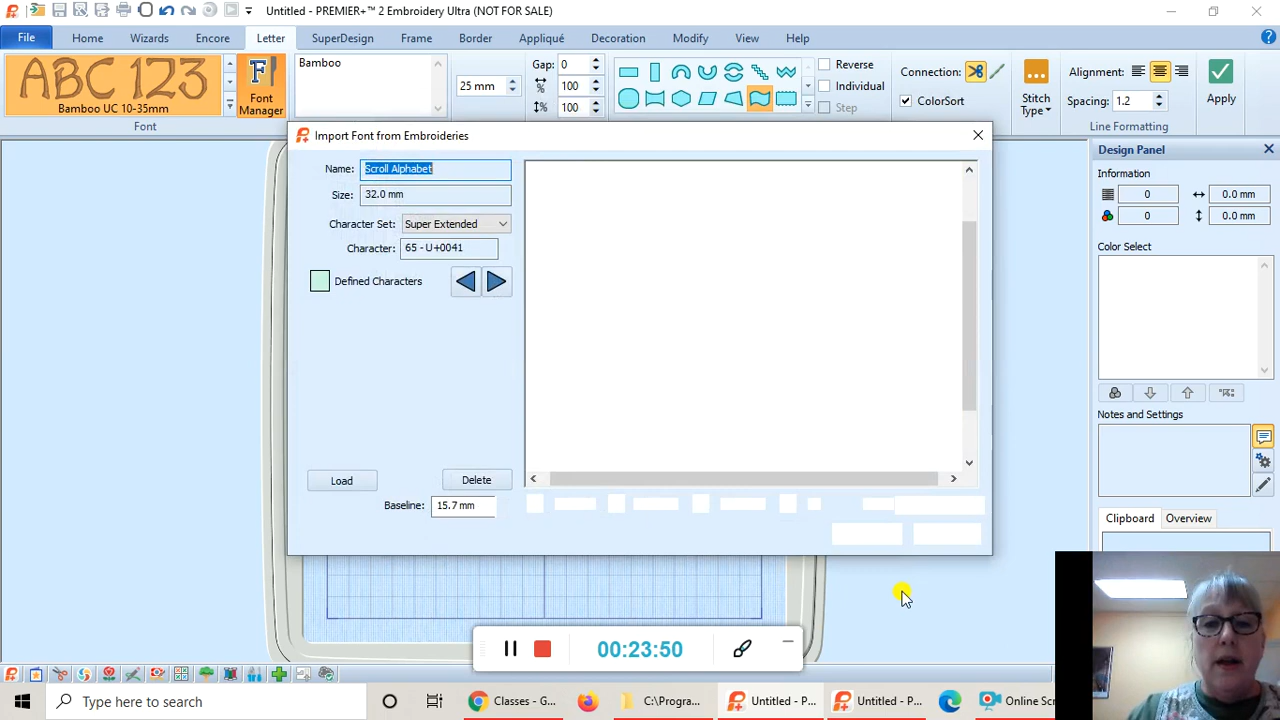 Untitled - PREMIER+™ 2 Embroidery Ultra (NOT FOR SALE)
File Home Wizards Encore Letter SuperDesign Frame Border Appliqué Decoration Modify View Help
ABC 123
Bamboo UC 10-35mm
Font Manager
Bamboo
25 mm
Gap: 0
% 100
% 100
Reverse
Individual
Step
Connection:
ColorSort
Stitch Type
Alignment:
Spacing: 1.2
Apply
Font
Letter
Line Formatting
Import Font from Embroideries
Name: Scroll Alphabet
Size: 32.0 mm
Character Set: Super Extended
Character: 65 - U+0041
Defined Characters
Load
Delete
Baseline: 15.7 mm
Design Panel
Information
0 0.0 mm
0 0.0 mm
Color Select
Notes and Settings
Clipboard Overview
00:23:50
Type here to search
Classes - G...
C:\Progra...
Untitled - P...
Untitled - P...
Online Scr